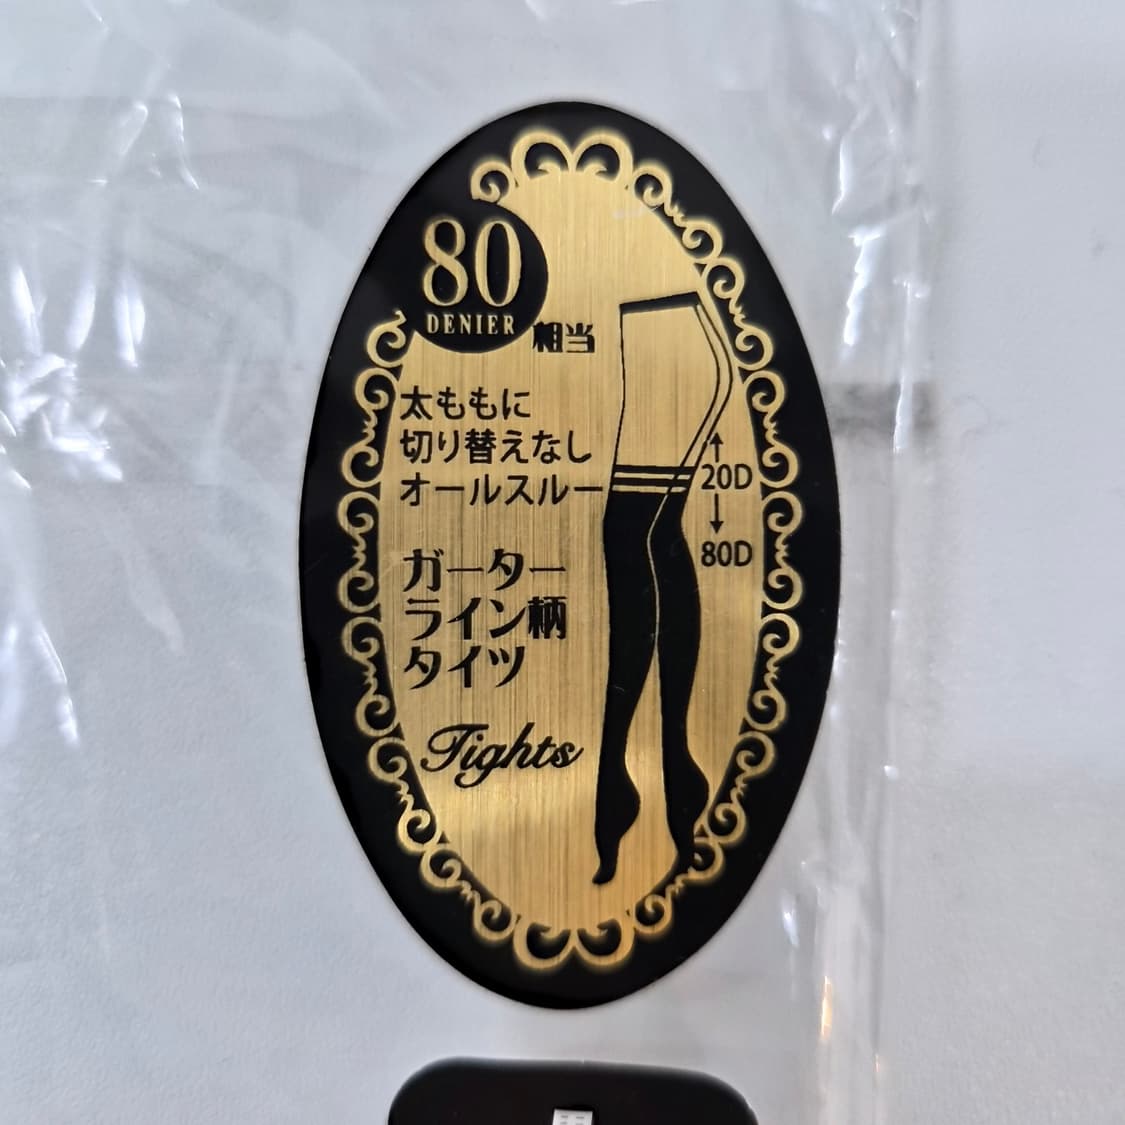 80
DENIER
相当
太ももに
切り替えなし
オールスルー
20D
80D
ガーター
ライン柄
タイツ
Tights